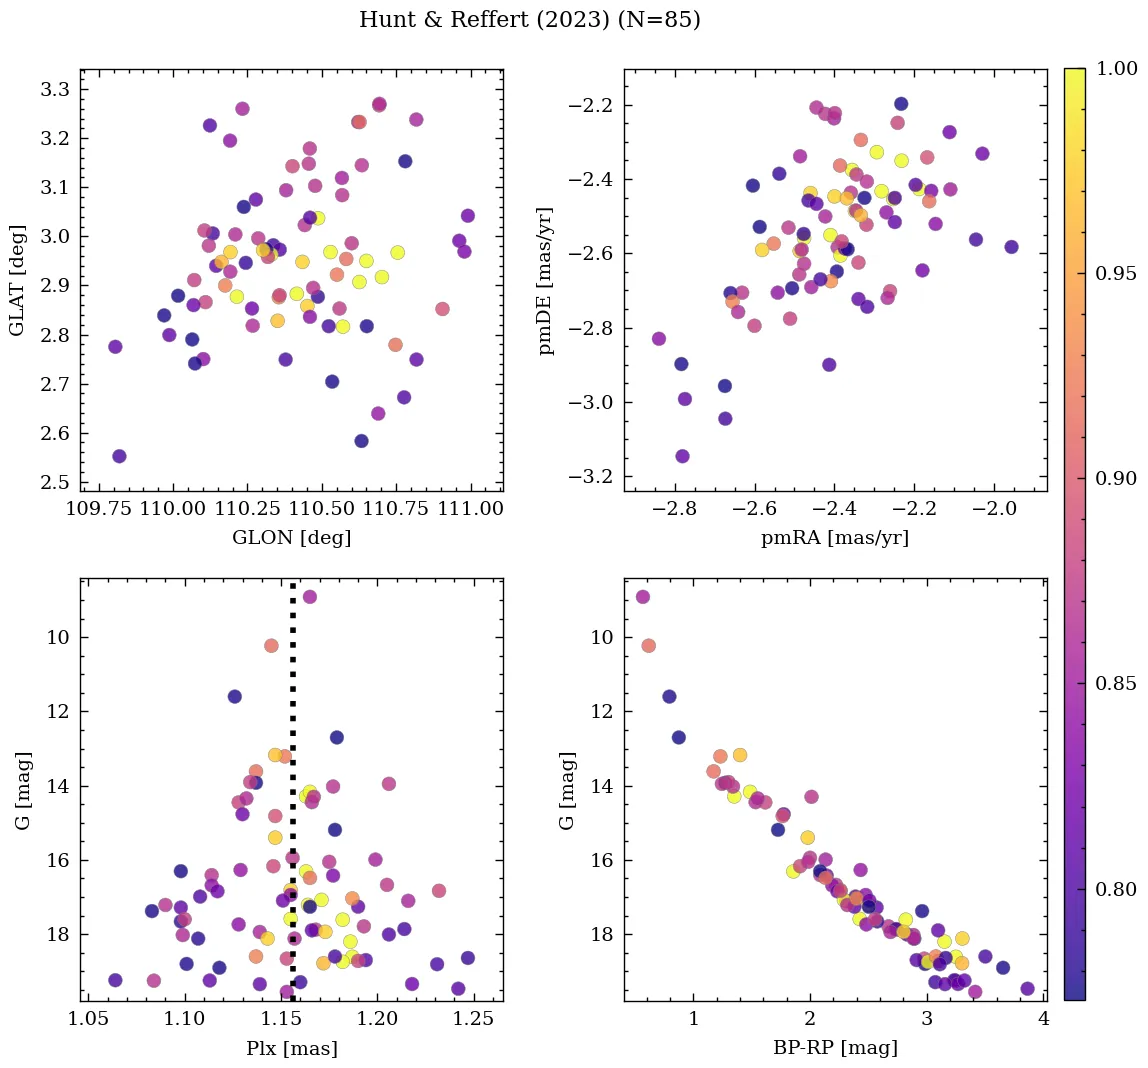 Hunt & Reffert (2023) (N=85)
3.3
3.2
3.1
3.0
2.9
2.8
2.7
2.6
2.5
GLAT [deg]
109.75 110.00 110.25 110.50 110.75 111.00
GLON [deg]
−2.2
−2.4
−2.6
−2.8
−3.0
−3.2
pmDE [mas/yr]
−2.8 −2.6 −2.4 −2.2 −2.0
pmRA [mas/yr]
10
12
14
16
18
G [mag]
1.05 1.10 1.15 1.20 1.25
Plx [mas]
10
12
14
16
18
G [mag]
1 2 3 4
BP-RP [mag]
1.00
0.95
0.90
0.85
0.80